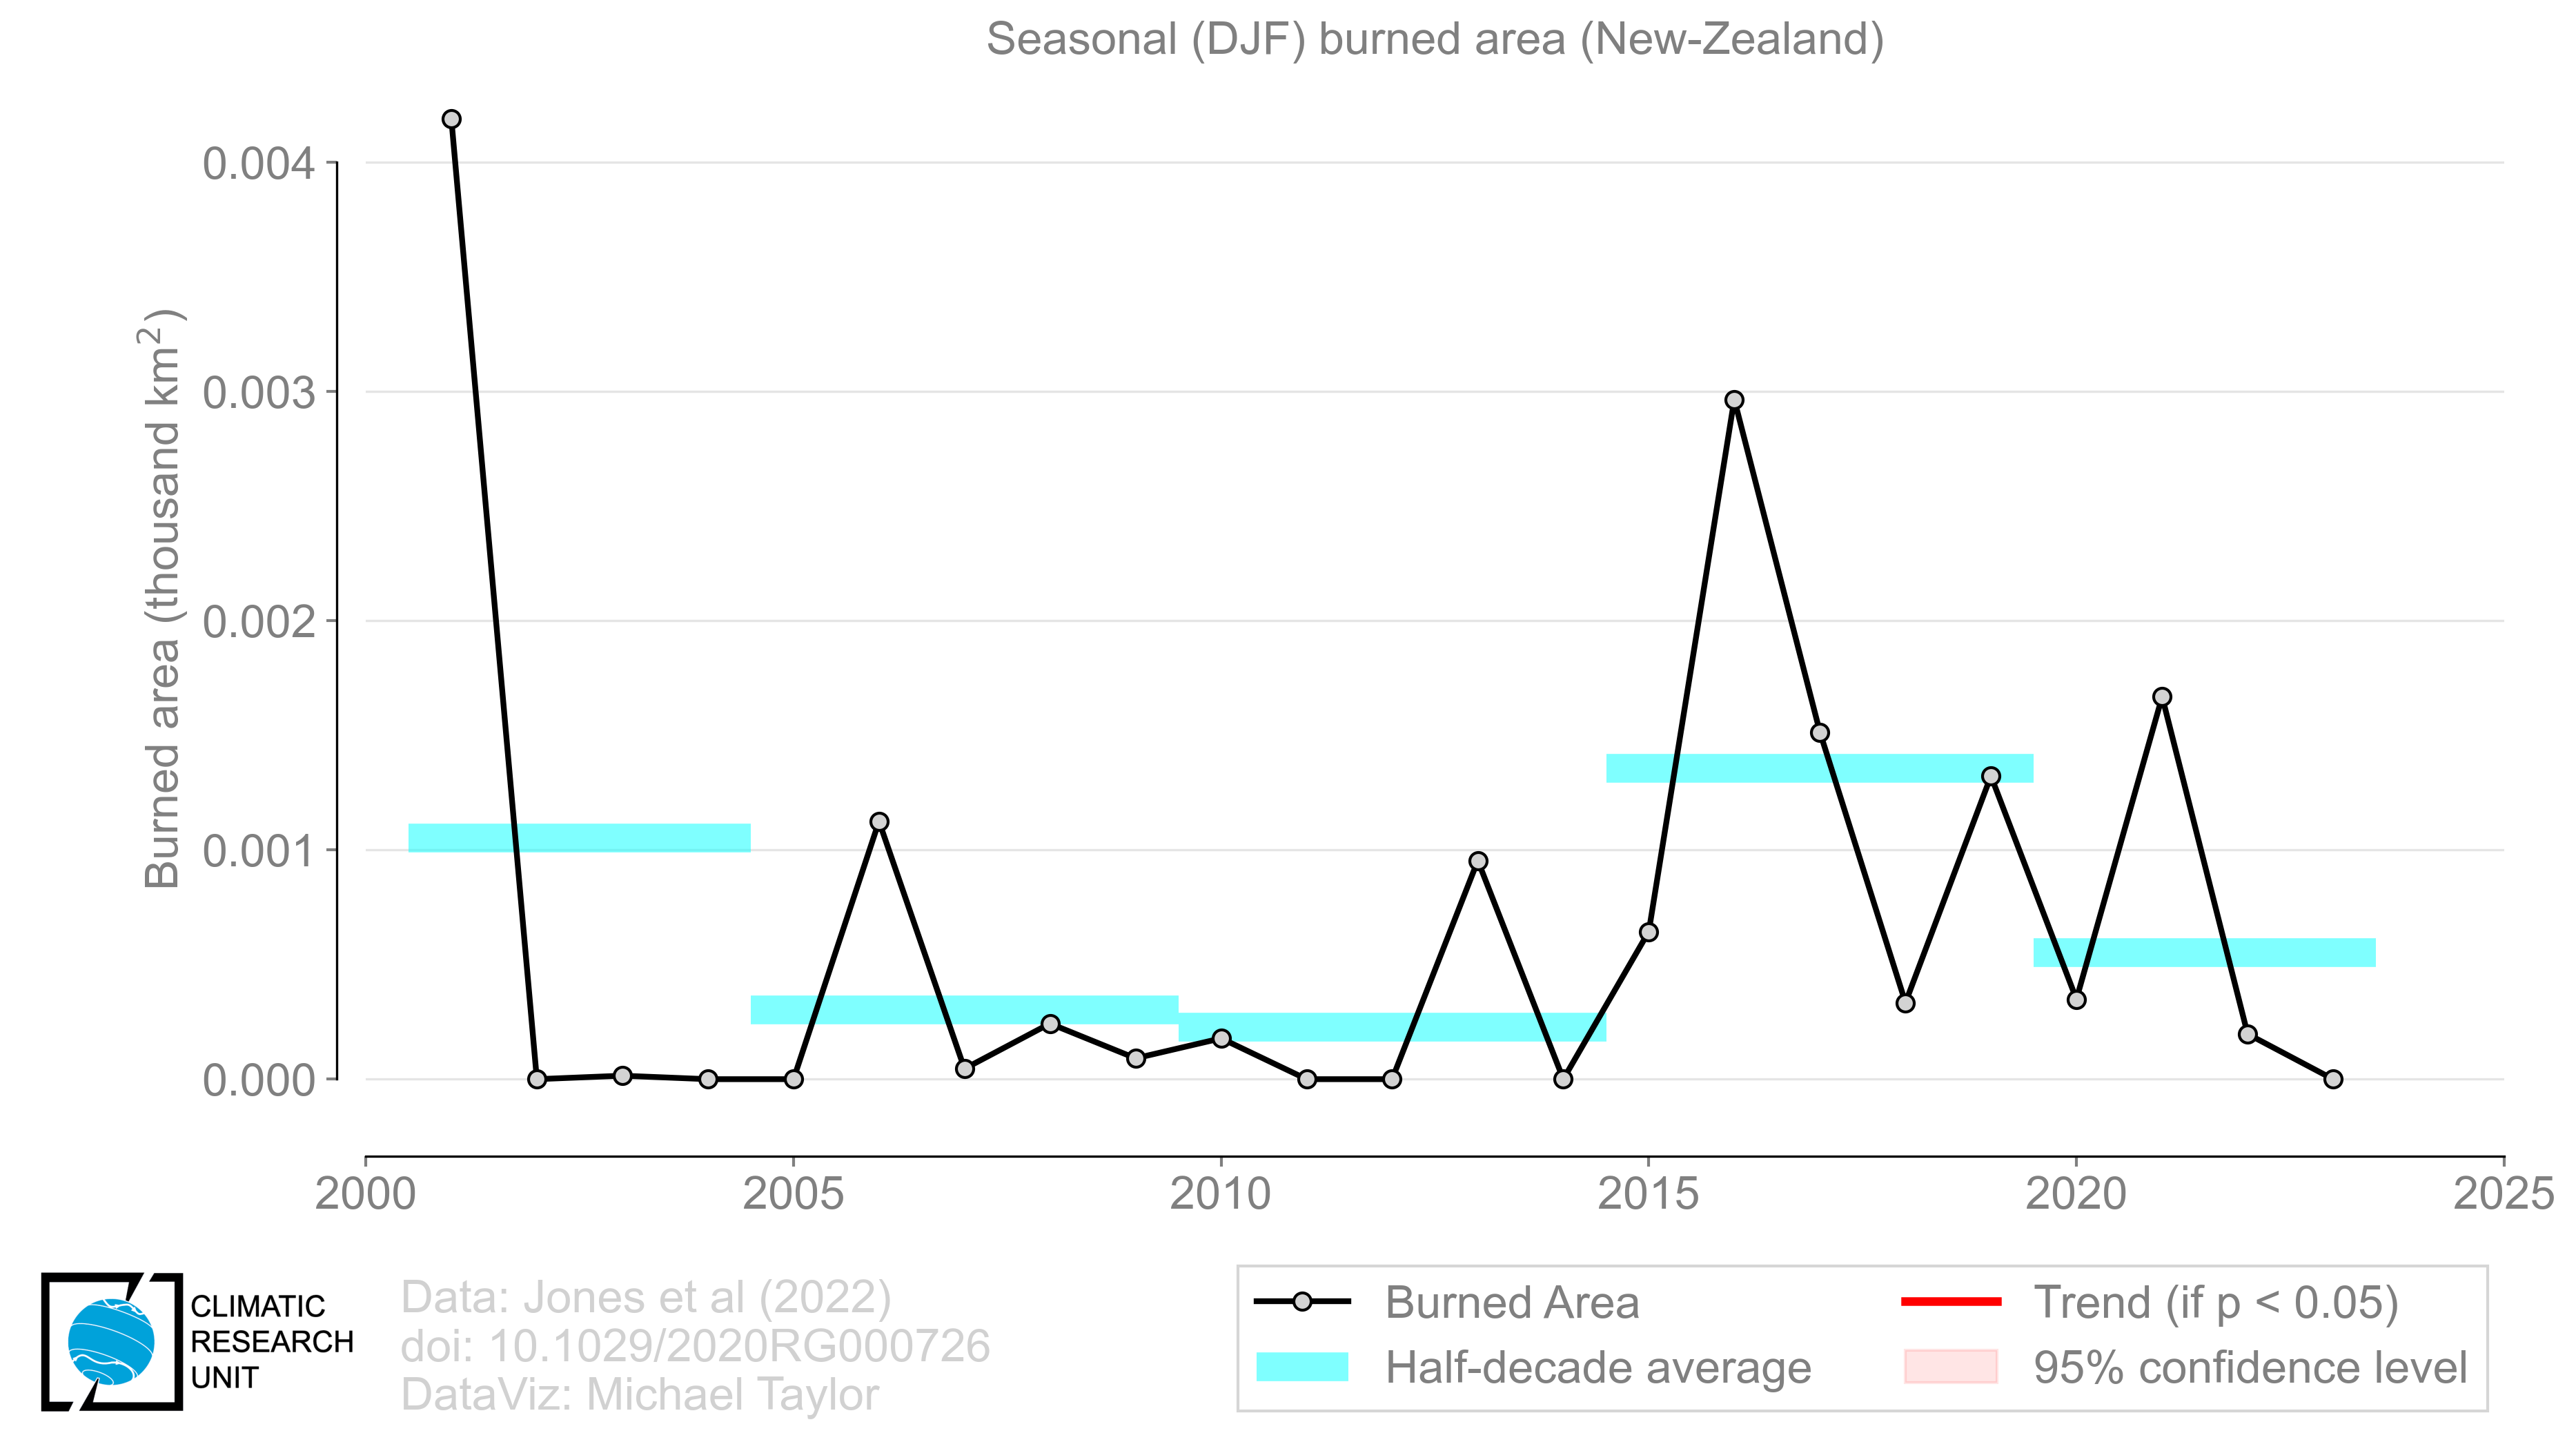 Seasonal (DJF) burned area (New-Zealand)
Burned area (thousand km²)
0.004
0.003
0.002
0.001
0.000
2000 2005 2010 2015 2020 2025
CLIMATIC
RESEARCH
UNIT
Data: Jones et al (2022)
doi: 10.1029/2020RG000726
DataViz: Michael Taylor
Burned Area
Half-decade average
Trend (if p < 0.05)
95% confidence level